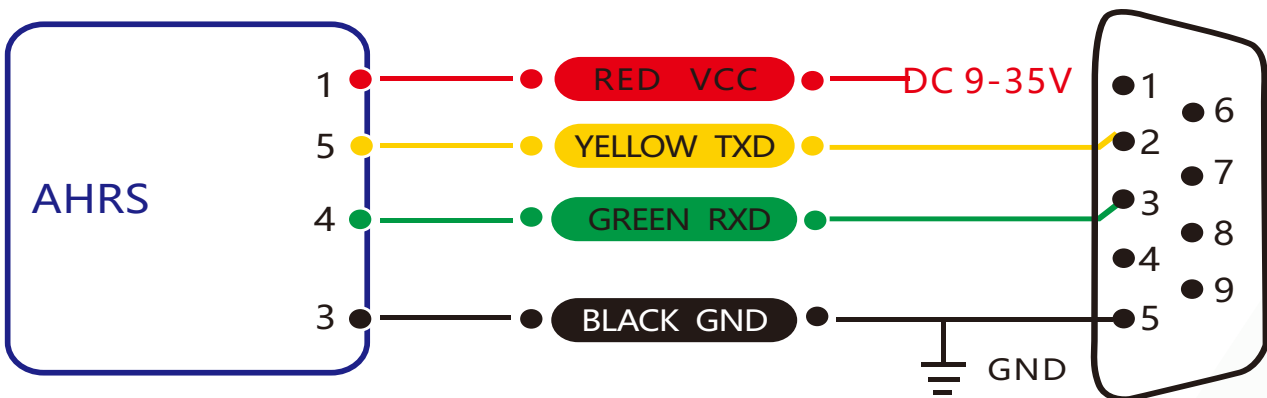 1 RED VCC DC 9-35V 1
6
5 YELLOW TXD 2
7
AHRS
4 GREEN RXD 3
8
4
9
3 BLACK GND 5
GND